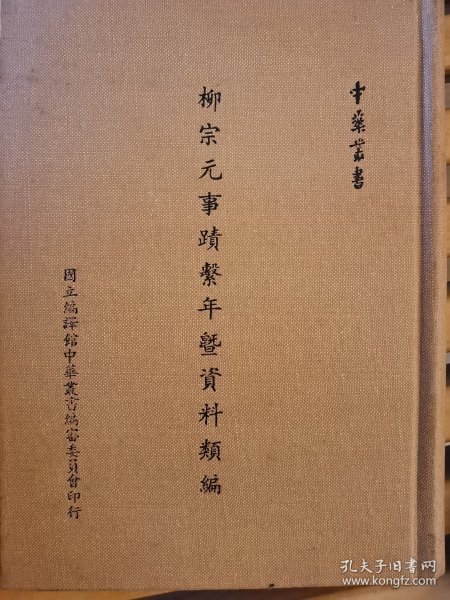 中華叢書
柳宗元事蹟繫年暨資料類編
國立編譯館中華叢書編審委員會印行
孔夫子旧书网
www.kongfz.com